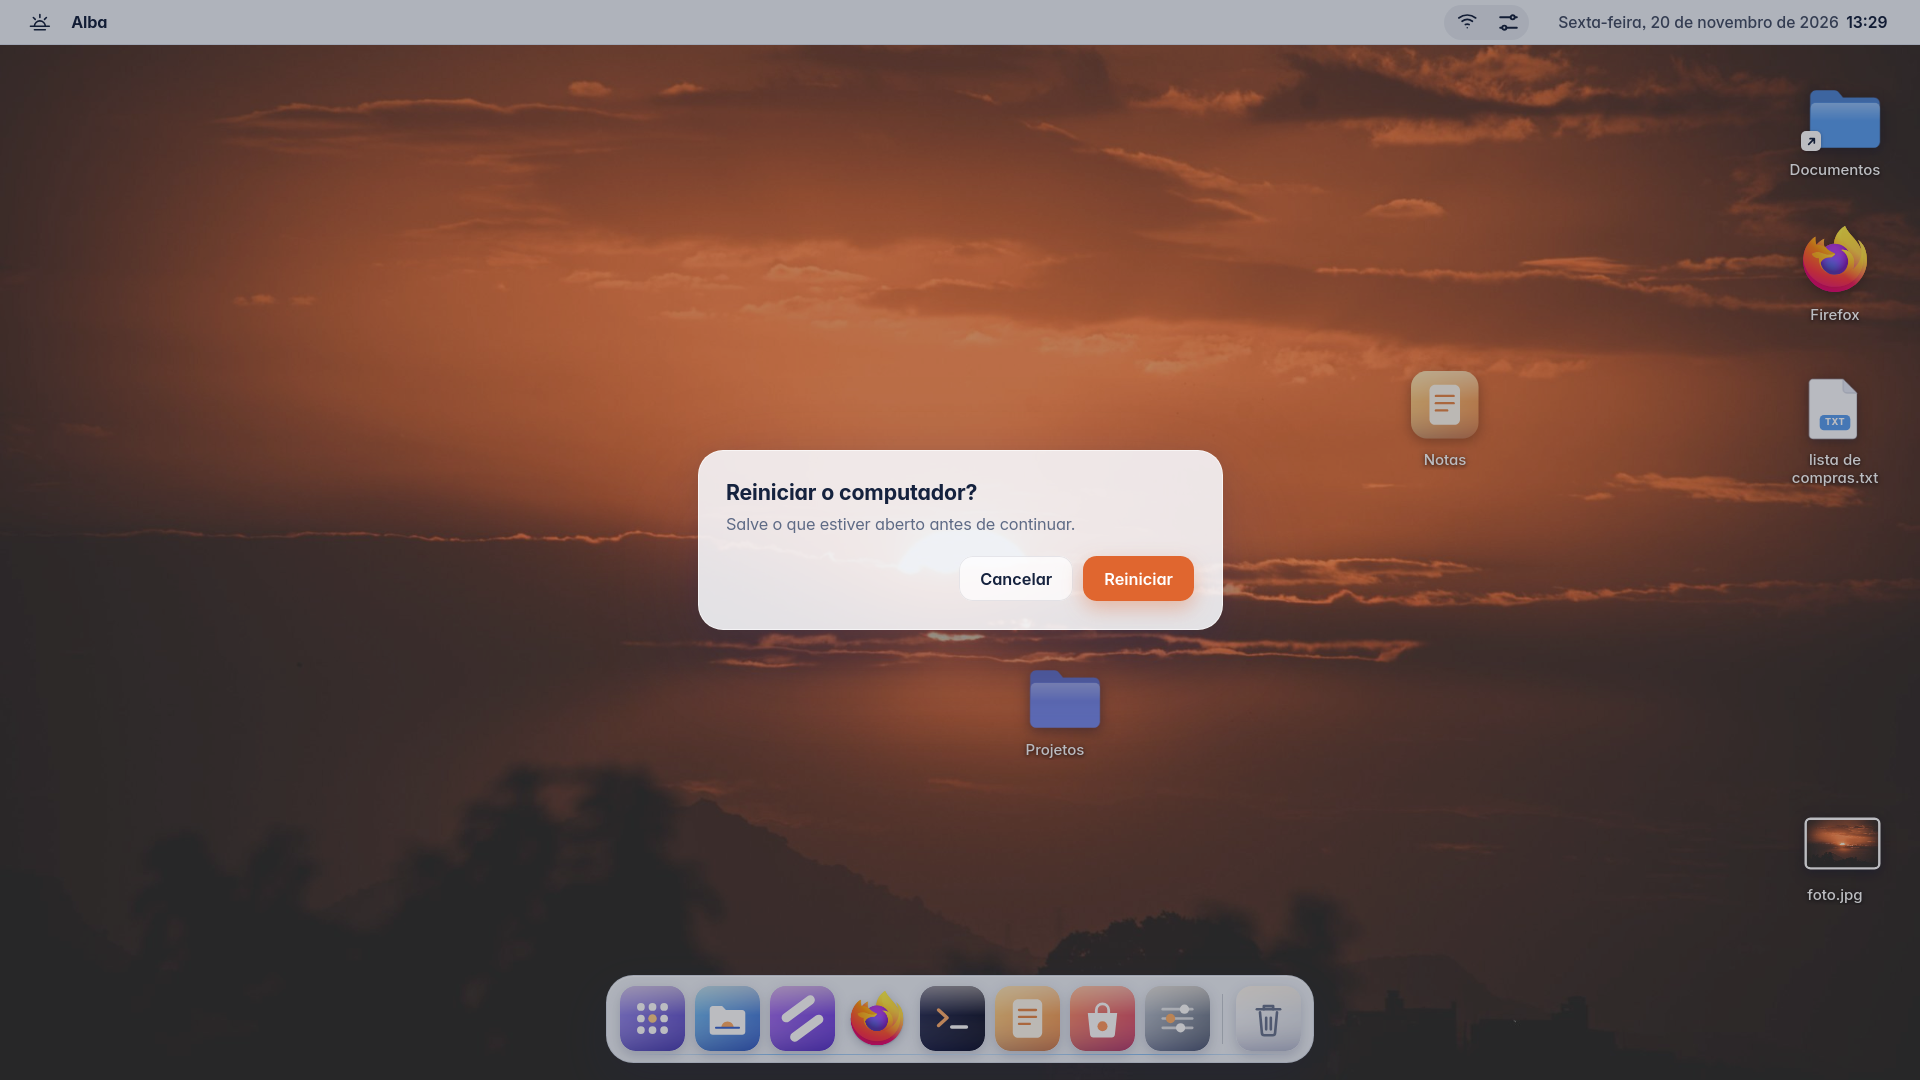 Alba
Sexta-feira, 20 de novembro de 2026 13:29
Documentos
Firefox
Notas
TXT
lista de
compras.txt
Reiniciar o computador?
Salve o que estiver aberto antes de continuar.
Cancelar
Reiniciar
Projetos
foto.jpg